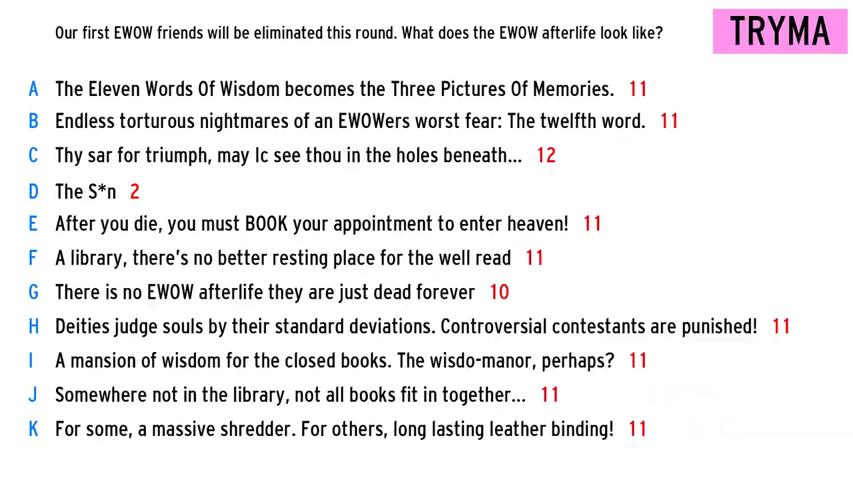 Our first EWOW friends will be eliminated this round. What does the EWOW afterlife look like?
TRYMA
A The Eleven Words Of Wisdom becomes the Three Pictures Of Memories. 11
B Endless torturous nightmares of an EWOWers worst fear: The twelfth word. 11
C Thy sar for triumph, may Ic see thou in the holes beneath... 12
D The S*n 2
E After you die, you must BOOK your appointment to enter heaven! 11
F A library, there's no better resting place for the well read 11
G There is no EWOW afterlife they are just dead forever 10
H Deities judge souls by their standard deviations. Controversial contestants are punished! 11
I A mansion of wisdom for the closed books. The wisdo-manor, perhaps? 11
J Somewhere not in the library, not all books fit in together... 11
K For some, a massive shredder. For others, long lasting leather binding! 11